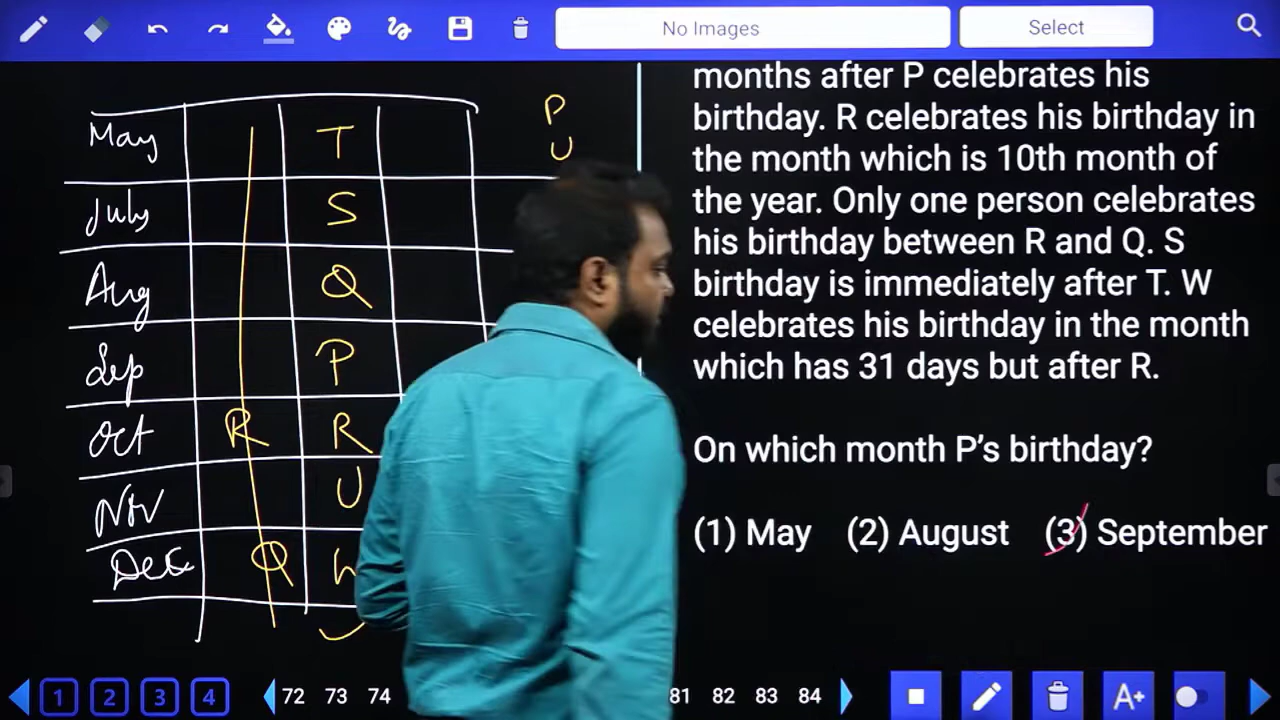 No Images
Select
months after P celebrates his
birthday. R celebrates his birthday in
the month which is 10th month of
the year. Only one person celebrates
his birthday between R and Q. S
birthday is immediately after T. W
celebrates his birthday in the month
which has 31 days but after R.
On which month P's birthday?
(1) May (2) August (3) September
P
U
May T
July S
Aug Q
Sep P
Oct R R
Nov U
Dec Q
1 2 3 4 72 73 74 81 82 83 84 A+